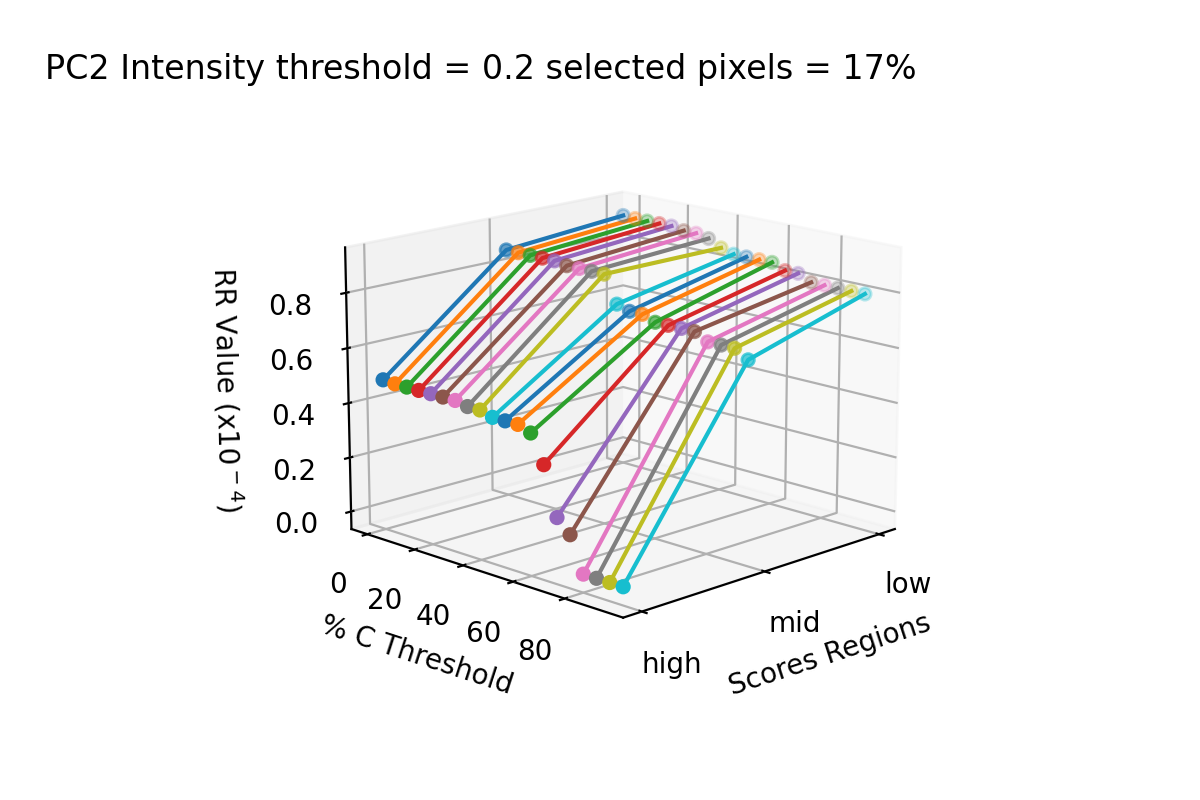 PC2 Intensity threshold = 0.2 selected pixels = 17%
RR Value (x10⁻⁴)
0.8
0.6
0.4
0.2
0.0
0
20
40
60
80
% C Threshold
high
mid
low
Scores Regions